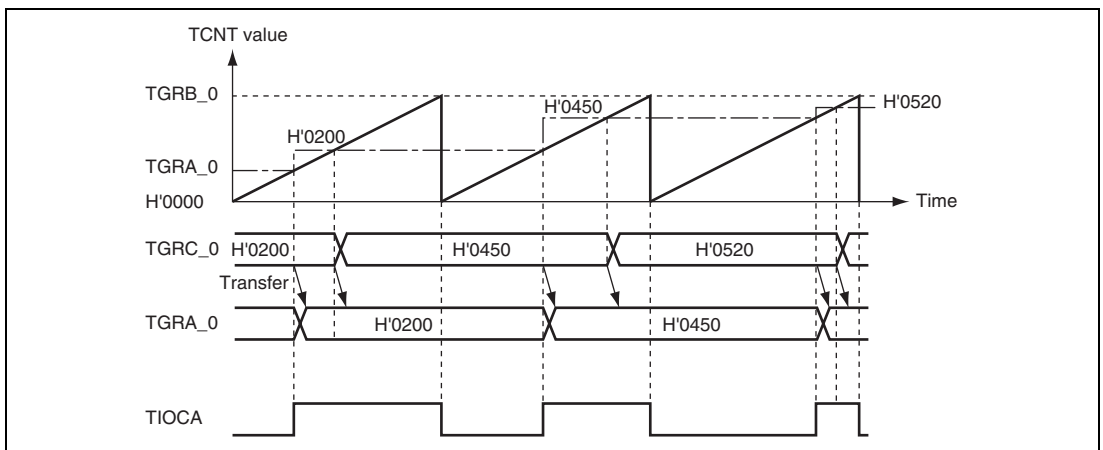 TCNT value
TGRB_0
H'0450
H'0520
H'0200
TGRA_0
H'0000
Time
TGRC_0 H'0200 H'0450 H'0520
Transfer
TGRA_0 H'0200 H'0450
TIOCA